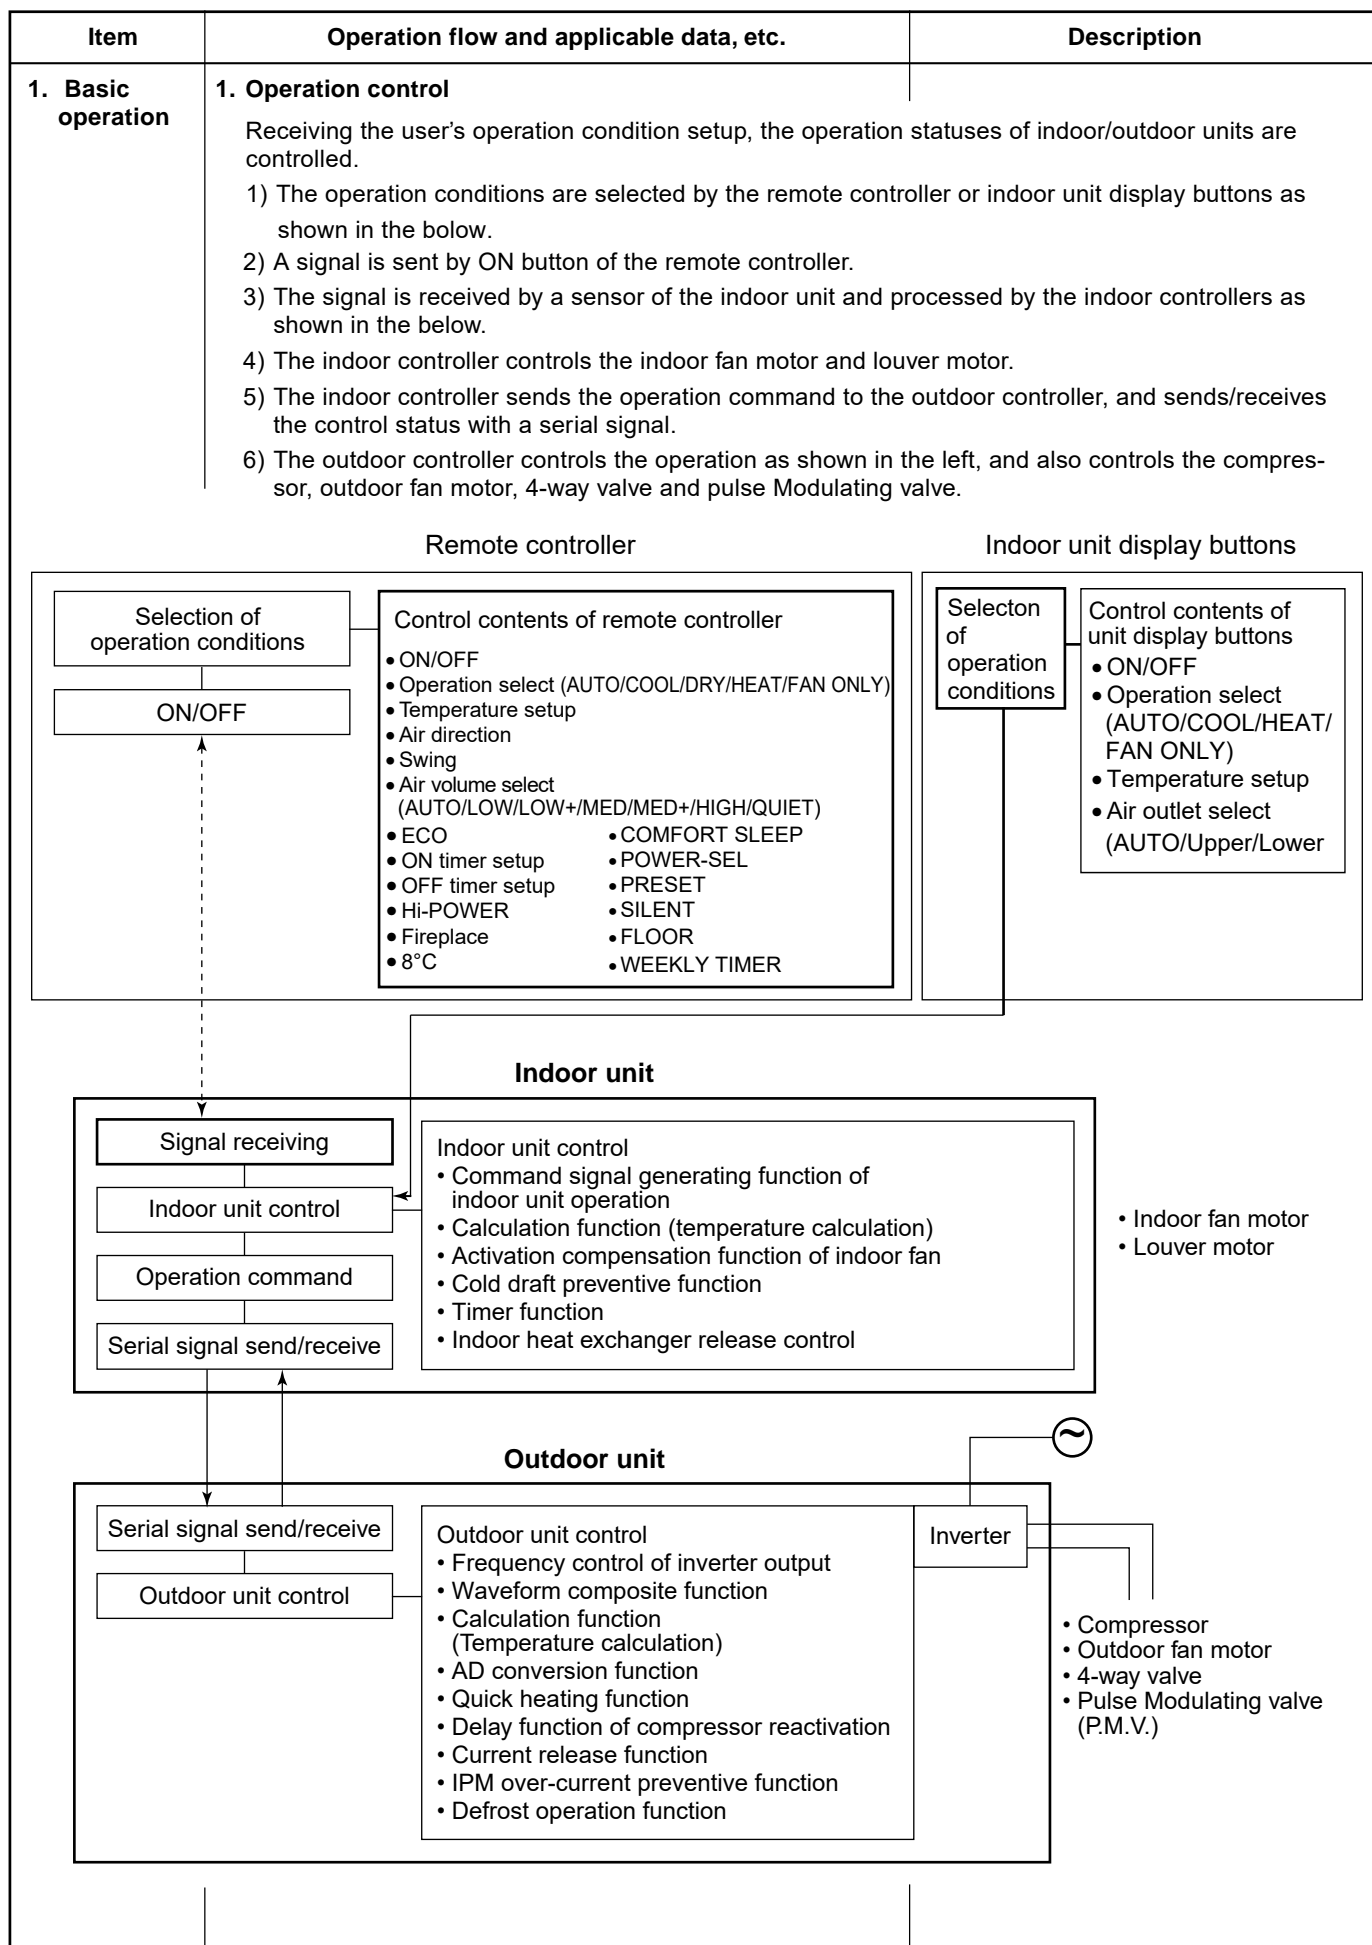 Item
Operation flow and applicable data, etc.
Description
1. Basic
operation
1. Operation control
Receiving the user's operation condition setup, the operation statuses of indoor/outdoor units are
controlled.
1) The operation conditions are selected by the remote controller or indoor unit display buttons as
shown in the bolow.
2) A signal is sent by ON button of the remote controller.
3) The signal is received by a sensor of the indoor unit and processed by the indoor controllers as
shown in the below.
4) The indoor controller controls the indoor fan motor and louver motor.
5) The indoor controller sends the operation command to the outdoor controller, and sends/receives
the control status with a serial signal.
6) The outdoor controller controls the operation as shown in the left, and also controls the compres-
sor, outdoor fan motor, 4-way valve and pulse Modulating valve.
Remote controller
Selection of
operation conditions
ON/OFF
Control contents of remote controller
• ON/OFF
• Operation select (AUTO/COOL/DRY/HEAT/FAN ONLY)
• Temperature setup
• Air direction
• Swing
• Air volume select
(AUTO/LOW/LOW+/MED/MED+/HIGH/QUIET)
• ECO
• ON timer setup
• OFF timer setup
• Hi-POWER
• Fireplace
• 8°C
• COMFORT SLEEP
• POWER-SEL
• PRESET
• SILENT
• FLOOR
• WEEKLY TIMER
Indoor unit display buttons
Selecton
of
operation
conditions
Control contents of
unit display buttons
• ON/OFF
• Operation select
(AUTO/COOL/HEAT/
FAN ONLY)
• Temperature setup
• Air outlet select
(AUTO/Upper/Lower
Indoor unit
Signal receiving
Indoor unit control
Operation command
Serial signal send/receive
Indoor unit control
• Command signal generating function of
indoor unit operation
• Calculation function (temperature calculation)
• Activation compensation function of indoor fan
• Cold draft preventive function
• Timer function
• Indoor heat exchanger release control
• Indoor fan motor
• Louver motor
~
Outdoor unit
Serial signal send/receive
Outdoor unit control
Outdoor unit control
• Frequency control of inverter output
• Waveform composite function
• Calculation function
(Temperature calculation)
• AD conversion function
• Quick heating function
• Delay function of compressor reactivation
• Current release function
• IPM over-current preventive function
• Defrost operation function
Inverter
• Compressor
• Outdoor fan motor
• 4-way valve
• Pulse Modulating valve
(P.M.V.)